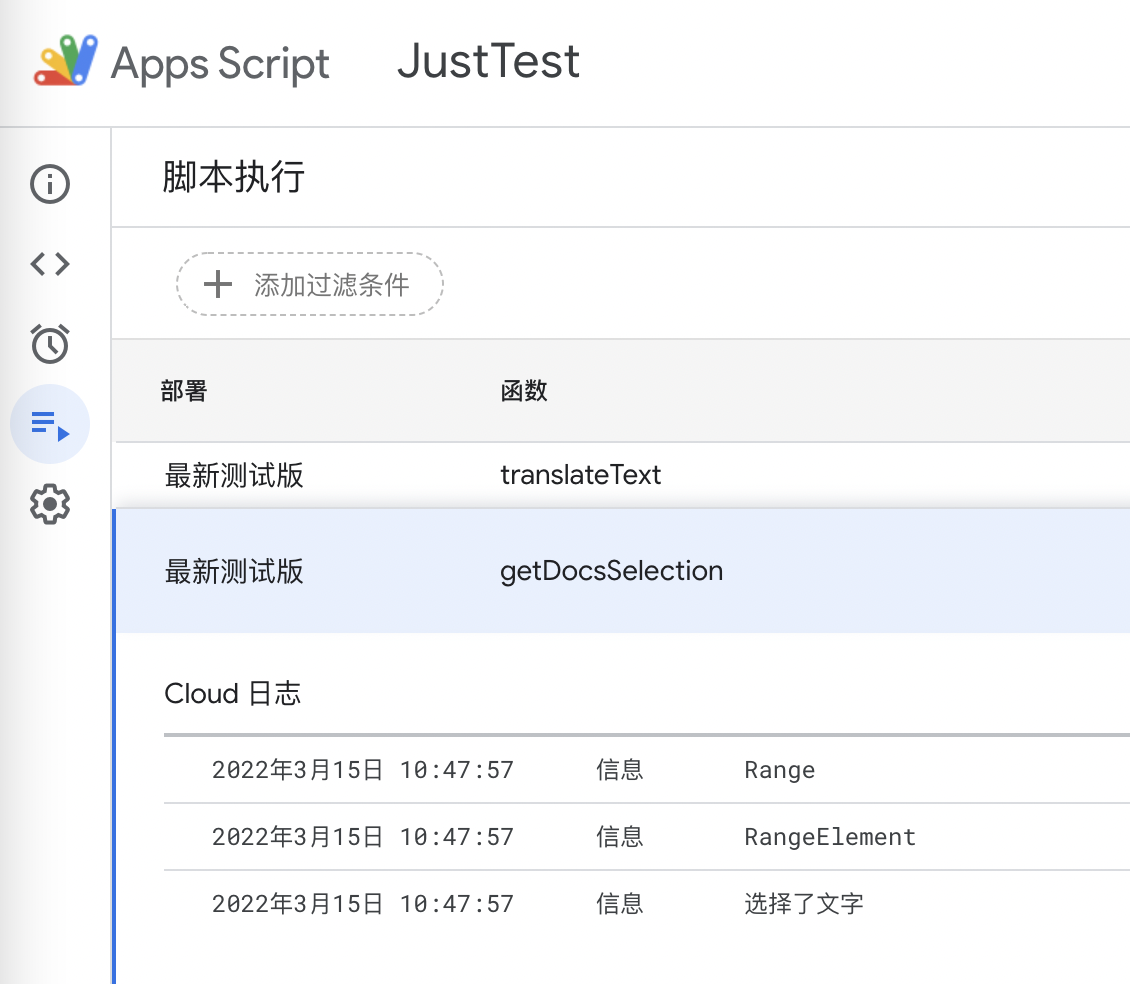 Apps Script JustTest
脚本执行
添加过滤条件
部署 函数
最新测试版 translateText
最新测试版 getDocsSelection
Cloud 日志
2022年3月15日 10:47:57 信息 Range
2022年3月15日 10:47:57 信息 RangeElement
2022年3月15日 10:47:57 信息 选择了文字